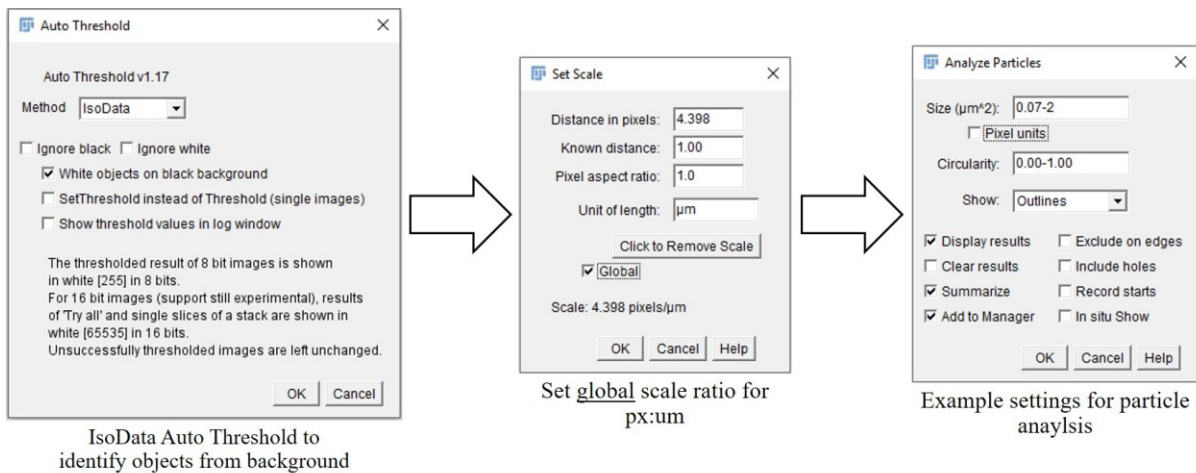 Auto Threshold
Auto Threshold v1.17
Method IsoData
Ignore black Ignore white
White objects on black background
SetThreshold instead of Threshold (single images)
Show threshold values in log window
The thresholded result of 8 bit images is shown
in white [255] in 8 bits.
For 16 bit images (support still experimental), results
of 'Try all' and single slices of a stack are shown in
white [65535] in 16 bits.
Unsuccessfully thresholded images are left unchanged.
OK Cancel
IsoData Auto Threshold to
identify objects from background
Set Scale
Distance in pixels: 4.398
Known distance: 1.00
Pixel aspect ratio: 1.0
Unit of length: µm
Click to Remove Scale
Global
Scale: 4.398 pixels/µm
OK Cancel Help
Set global scale ratio for
px:um
Analyze Particles
Size (µm^2): 0.07-2
Pixel units
Circularity: 0.00-1.00
Show: Outlines
Display results Exclude on edges
Clear results Include holes
Summarize Record starts
Add to Manager In situ Show
OK Cancel Help
Example settings for particle
anaylsis